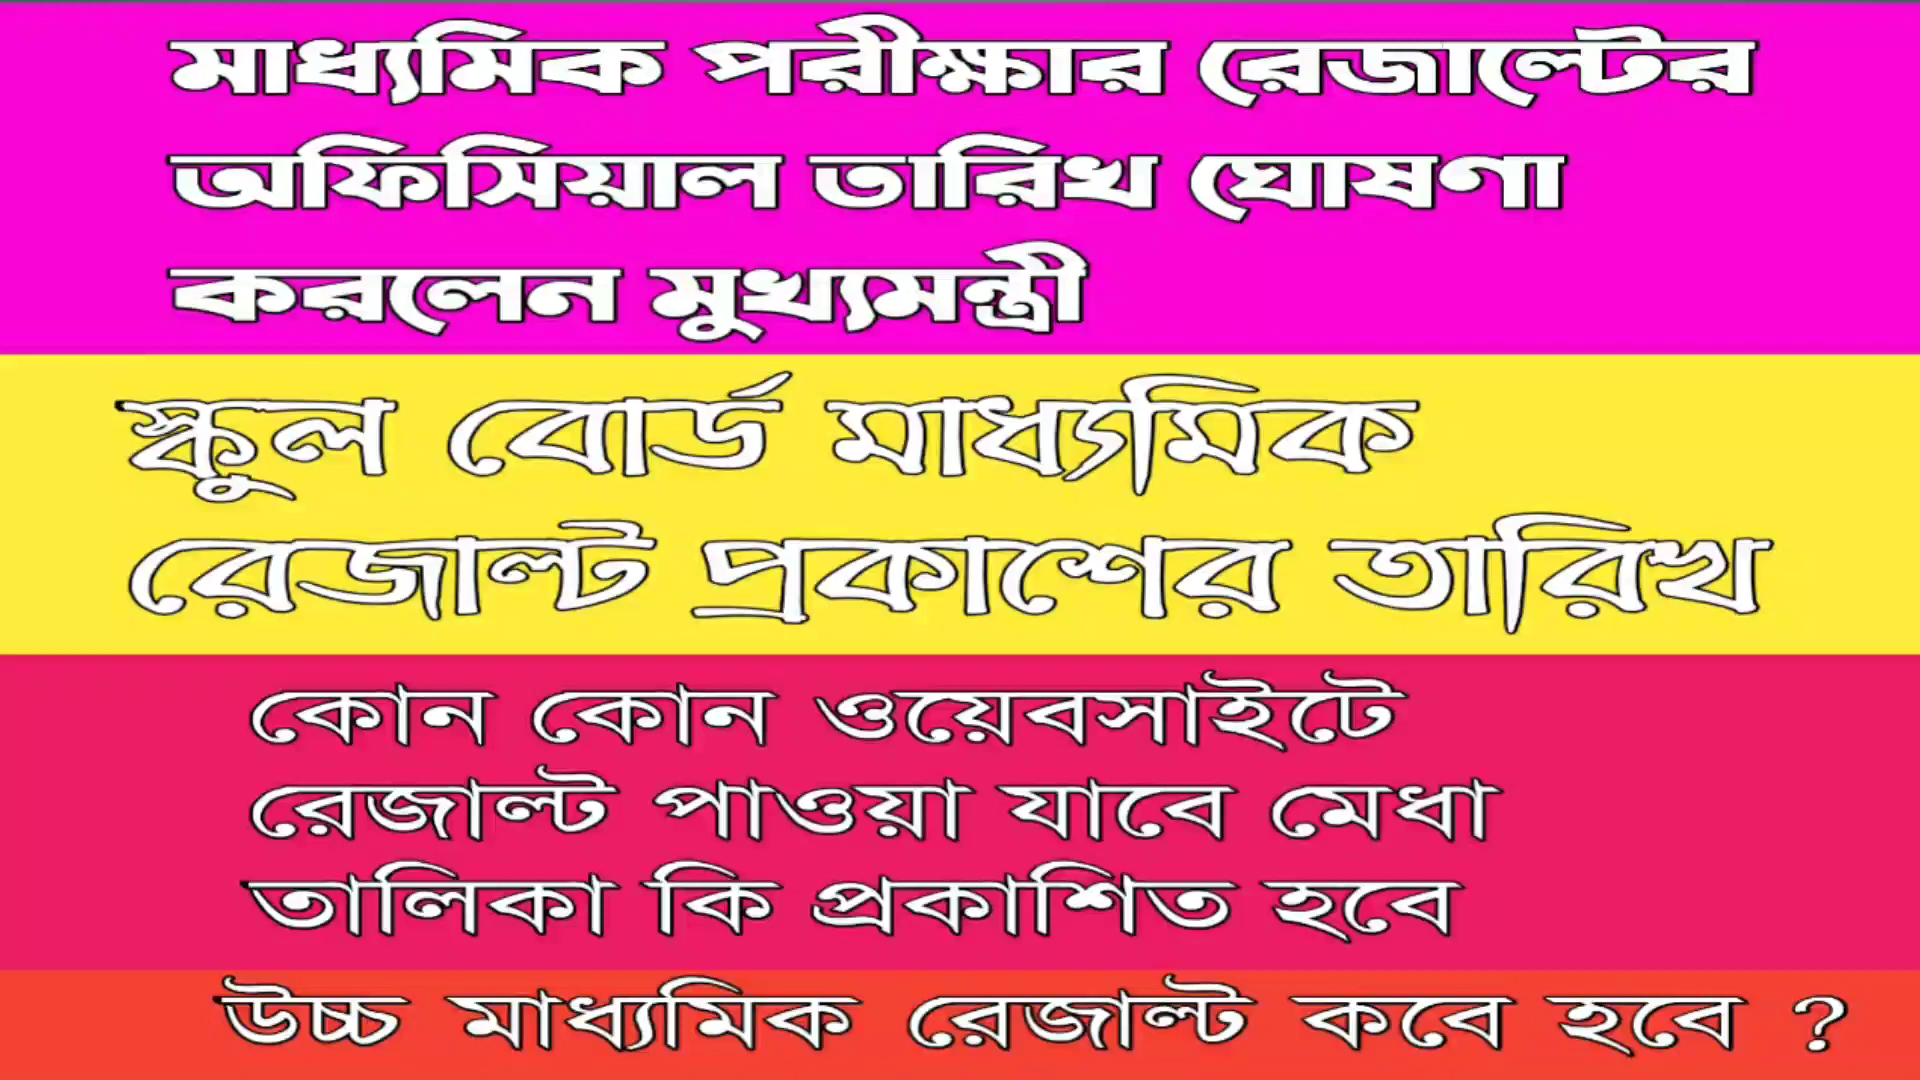 মাধ্যমিক পরীক্ষার রেজাল্টের
অফিসিয়াল তারিখ ঘোষণা
করলেন মুখ্যমন্ত্রী
স্কুল বোর্ড মাধ্যমিক
রেজাল্ট প্রকাশের তারিখ
কোন কোন ওয়েবসাইটে
রেজাল্ট পাওয়া যাবে মেধা
তালিকা কি প্রকাশিত হবে
উচ্চ মাধ্যমিক রেজাল্ট কবে হবে ?